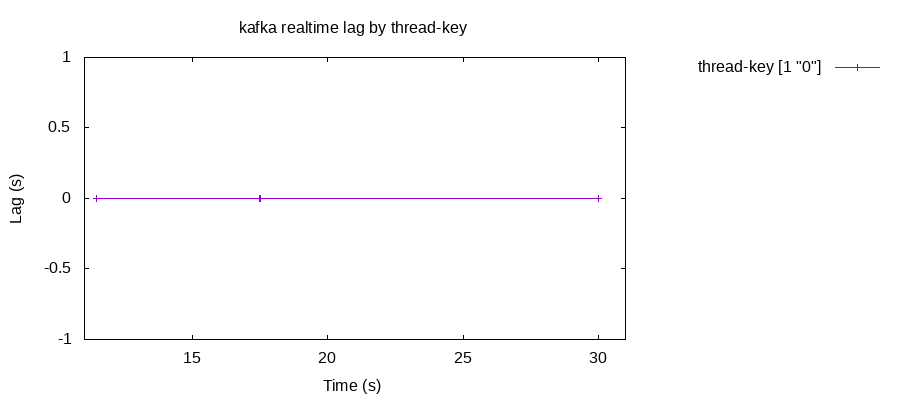 kafka realtime lag by thread-key
thread-key [1 "0"]
Lag (s)
1
0.5
0
-0.5
-1
15 20 25 30
Time (s)